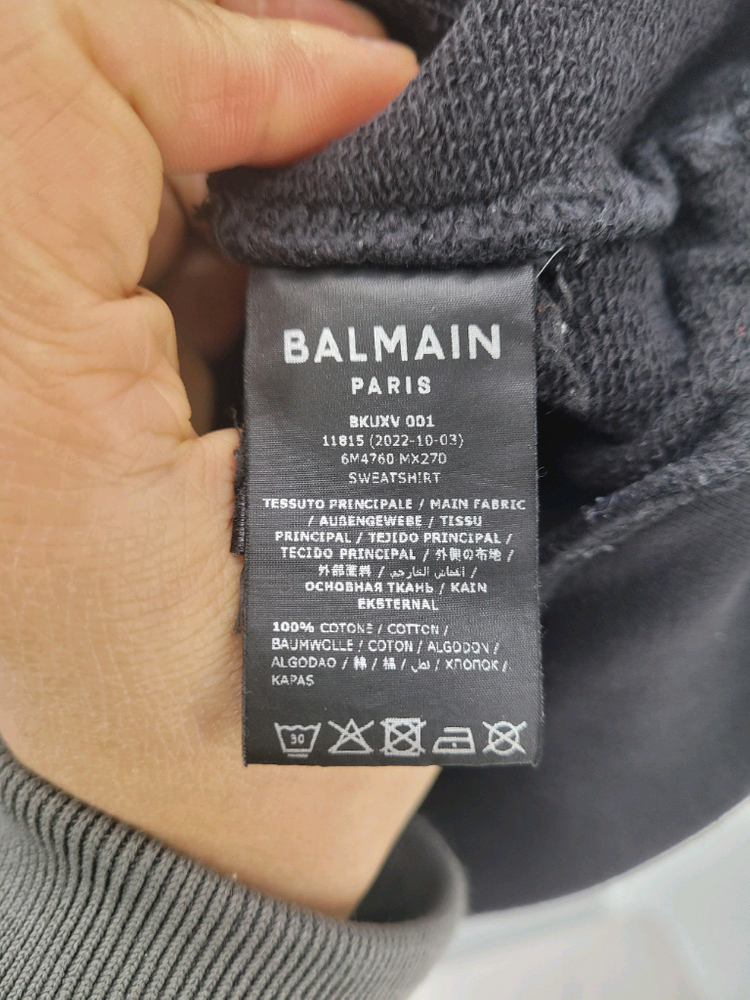 BALMAIN
PARIS
BKUXV 001
11815 (2022-10-03)
6M4760 MX270
SWEATSHIRT
TESSUTO PRINCIPALE / MAIN FABRIC
/ AUßENGEWEBE / TISSU
PRINCIPAL / TEJIDO PRINCIPAL /
TECIDO PRINCIPAL / 外側の布地 /
外部面料 / القماش الخارجي /
ОСНОВНАЯ ТКАНЬ / KAIN
EKSTERNAL
100% COTONE / COTTON /
BAUMWOLLE / COTON / ALGODON /
ALGODAO / 綿 / 棉 / قطن / ХЛОПОК /
KAPAS
30